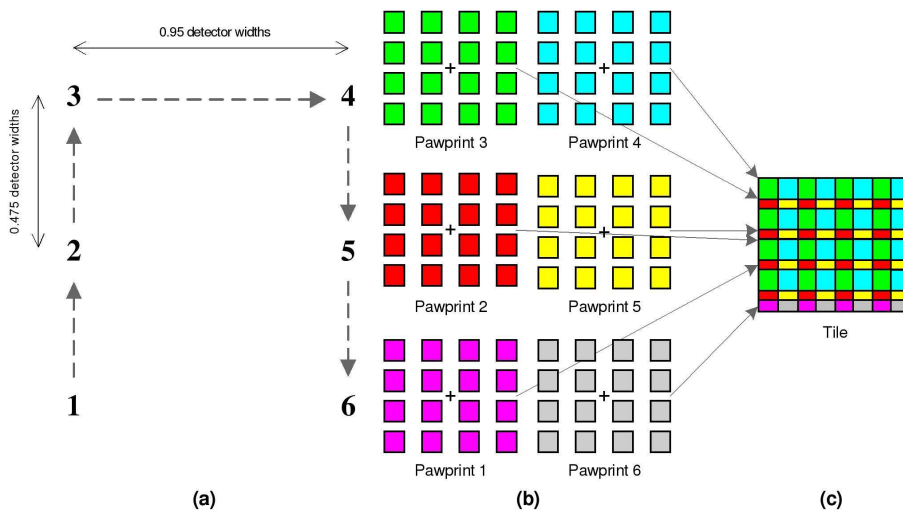 0.95 detector widths
3
4
0.475 detector widths
2
5
1
6
(a)
+
+
Pawprint 3
Pawprint 4
+
+
Pawprint 2
Pawprint 5
+
+
Pawprint 1
Pawprint 6
(b)
Tile
(c)